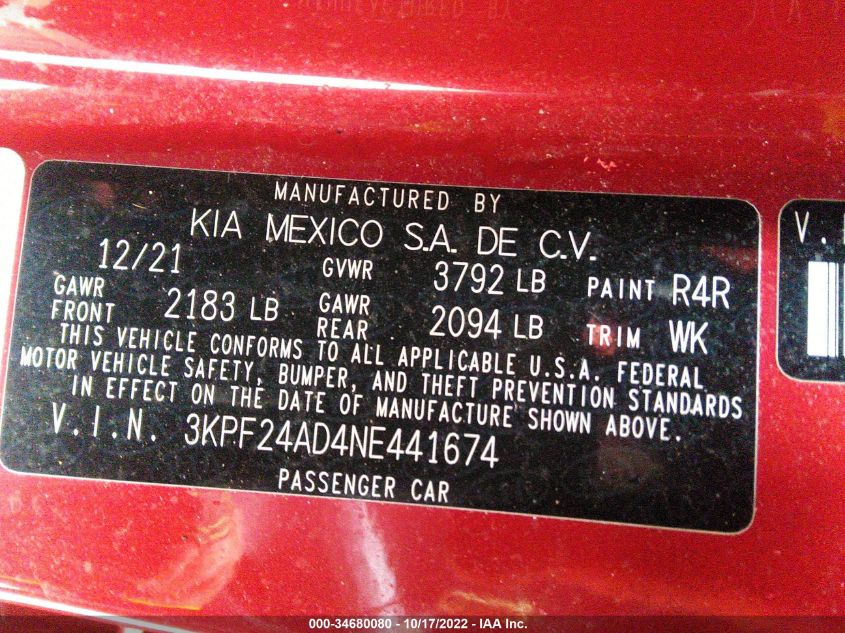 MANUFACTURED BY
KIA MEXICO S.A. DE C.V.
12/21 GVWR 3792 LB PAINT R4R
GAWR FRONT 2183 LB GAWR REAR 2094 LB TRIM WK
THIS VEHICLE CONFORMS TO ALL APPLICABLE U.S.A. FEDERAL
MOTOR VEHICLE SAFETY, BUMPER, AND THEFT PREVENTION STANDARDS
IN EFFECT ON THE DATE OF MANUFACTURE SHOWN ABOVE.
V.I.N. 3KPF24AD4NE441674
PASSENGER CAR
V.
000-34680080 - 10/17/2022 - IAA Inc.